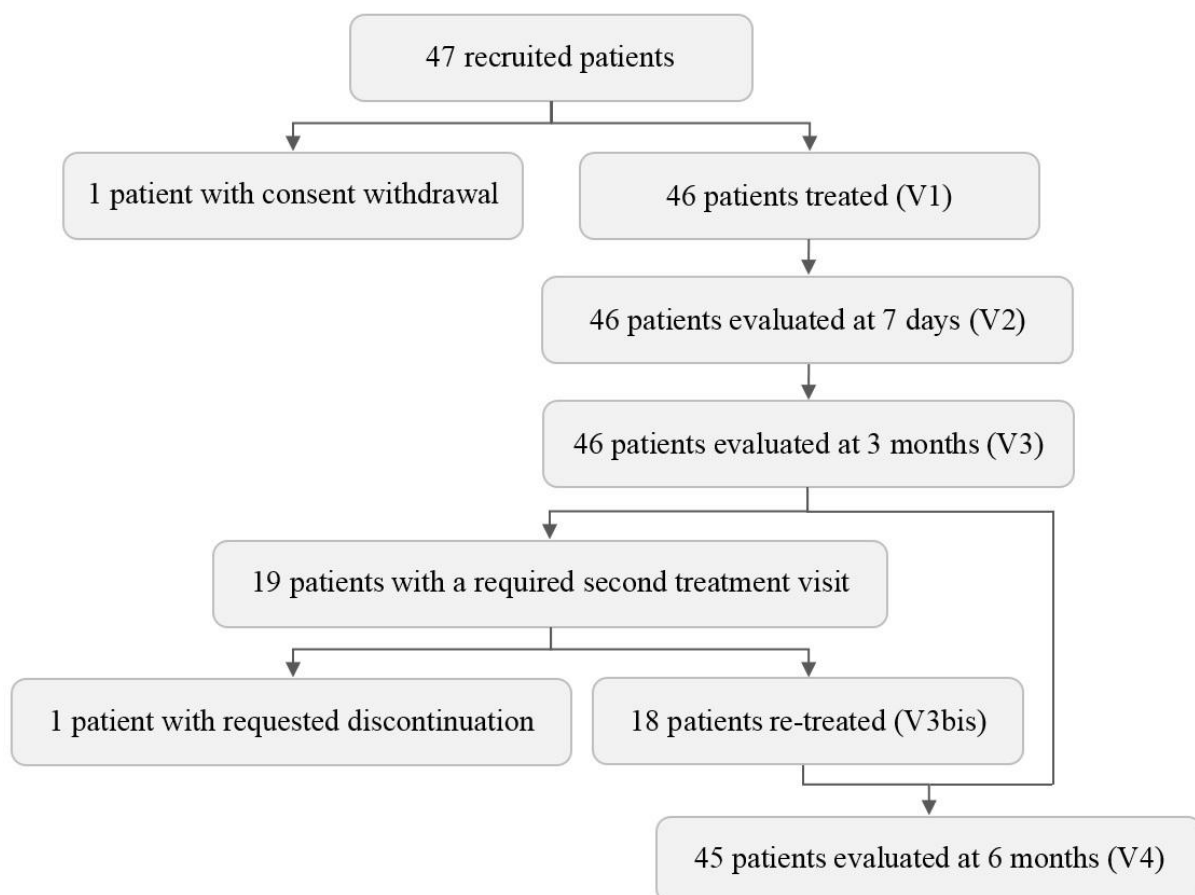 47 recruited patients
1 patient with consent withdrawal
46 patients treated (V1)
46 patients evaluated at 7 days (V2)
46 patients evaluated at 3 months (V3)
19 patients with a required second treatment visit
1 patient with requested discontinuation
18 patients re-treated (V3bis)
45 patients evaluated at 6 months (V4)